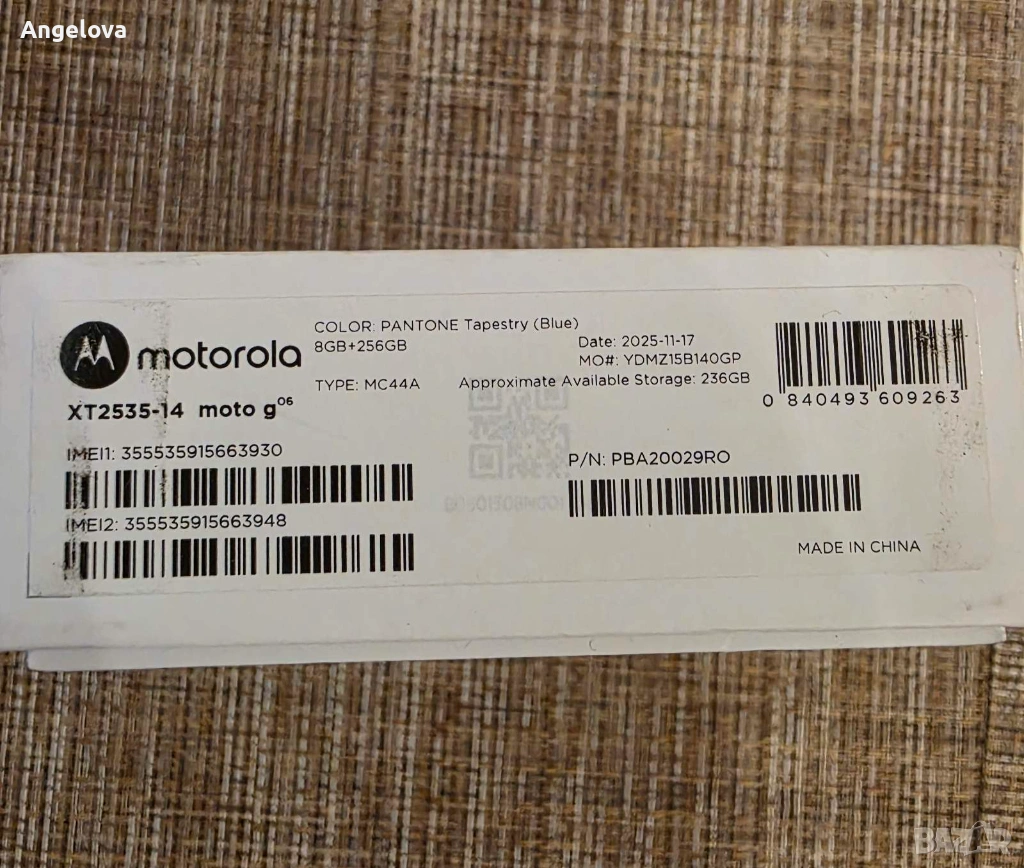 Angelova
COLOR: PANTONE Tapestry (Blue)
8GB+256GB
Date: 2025-11-17
MO#: YDMZ15B140GP
motorola
TYPE: MC44A
Approximate Available Storage: 236GB
0 840493 609263
XT2535-14 moto g06
IMEI1: 355535915663930
P/N: PBA20029RO
IMEI2: 355535915663948
MADE IN CHINA
BAZAR